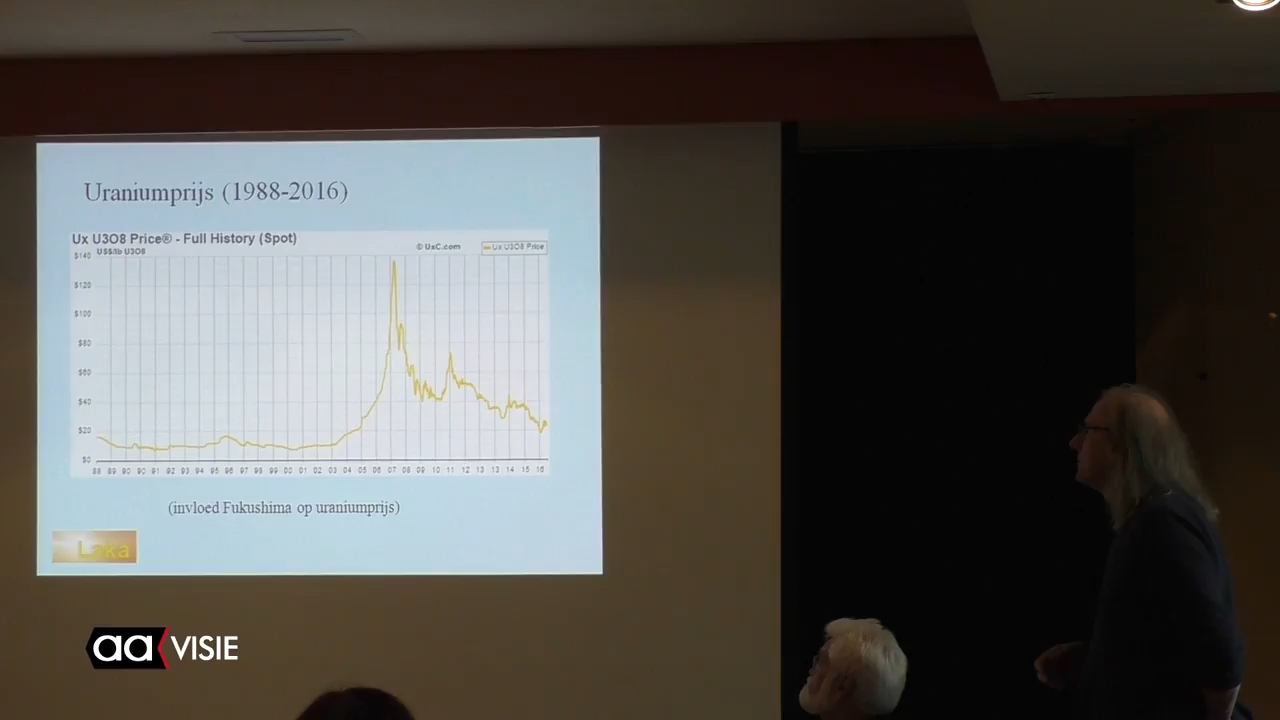 Uraniumprijs (1988-2016)
Ux U3O8 Price® - Full History (Spot)
US$/lb U3O8
© UxC.com
Ux U3O8 Price
$140
$120
$100
$80
$60
$40
$20
$0
88 89 90 90 91 92 93 94 95 96 97 98 99 00 01 02 03 04 05 06 07 08 09 10 11 12 13 14 15 16
(invloed Fukushima op uraniumprijs)
Laka
aa VISIE